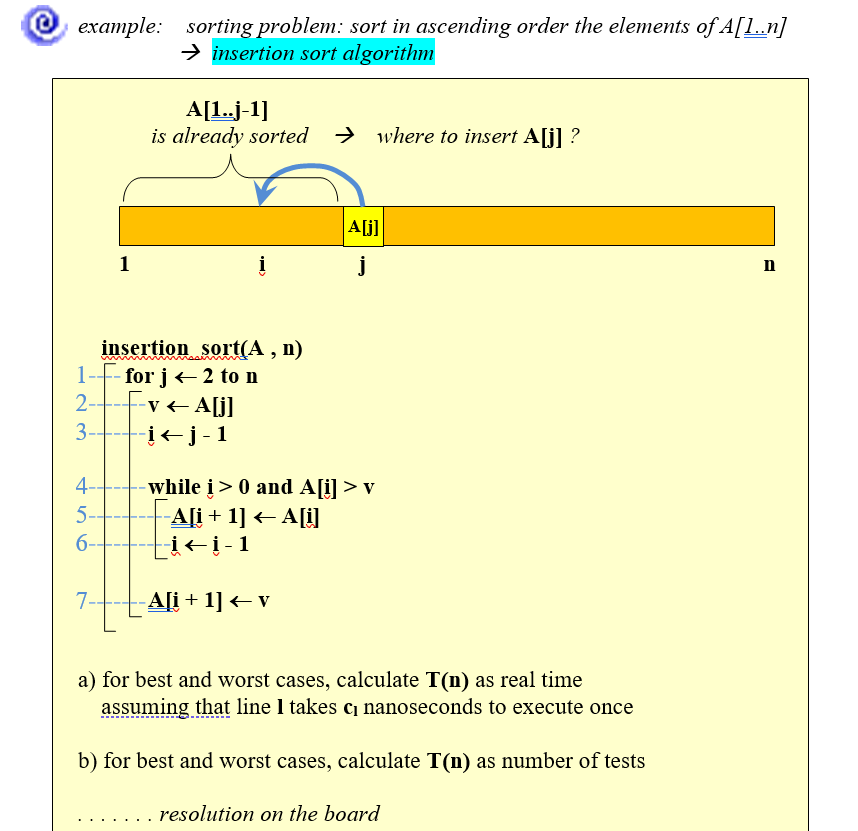 example: sorting problem: sort in ascending order the elements of A[1..n]
→ insertion sort algorithm
A[1..j-1]
is already sorted → where to insert A[j] ?
A[j]
1 i j n
insertion_sort(A , n)
1 for j ← 2 to n
2 v ← A[j]
3 i ← j - 1
4 while i > 0 and A[i] > v
5 A[i + 1] ← A[i]
6 i ← i - 1
7 A[i + 1] ← v
a) for best and worst cases, calculate T(n) as real time
assuming that line l takes cₗ nanoseconds to execute once
b) for best and worst cases, calculate T(n) as number of tests
. . . . . . . resolution on the board